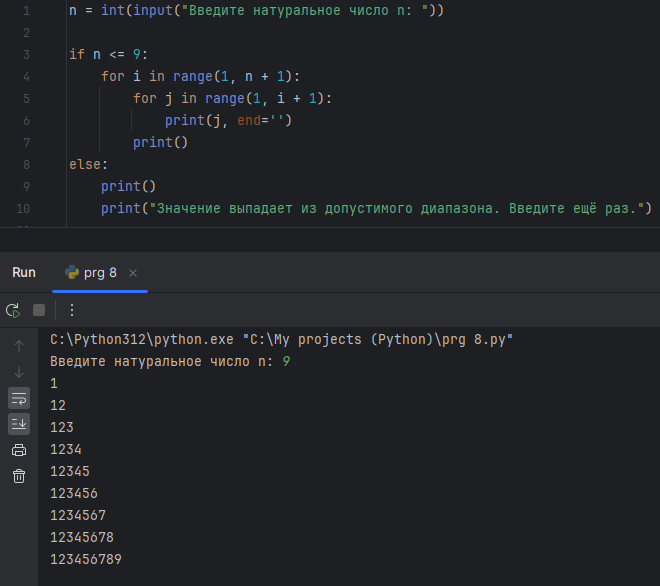 1 n = int(input("Введите натуральное число n: "))
2
3 if n <= 9:
4     for i in range(1, n + 1):
5         for j in range(1, i + 1):
6             print(j, end='')
7         print()
8 else:
9     print()
10     print("Значение выпадает из допустимого диапазона. Введите ещё раз.")
Run prg 8
C:\Python312\python.exe "C:\My projects (Python)\prg 8.py"
Введите натуральное число n: 9
1
12
123
1234
12345
123456
1234567
12345678
123456789